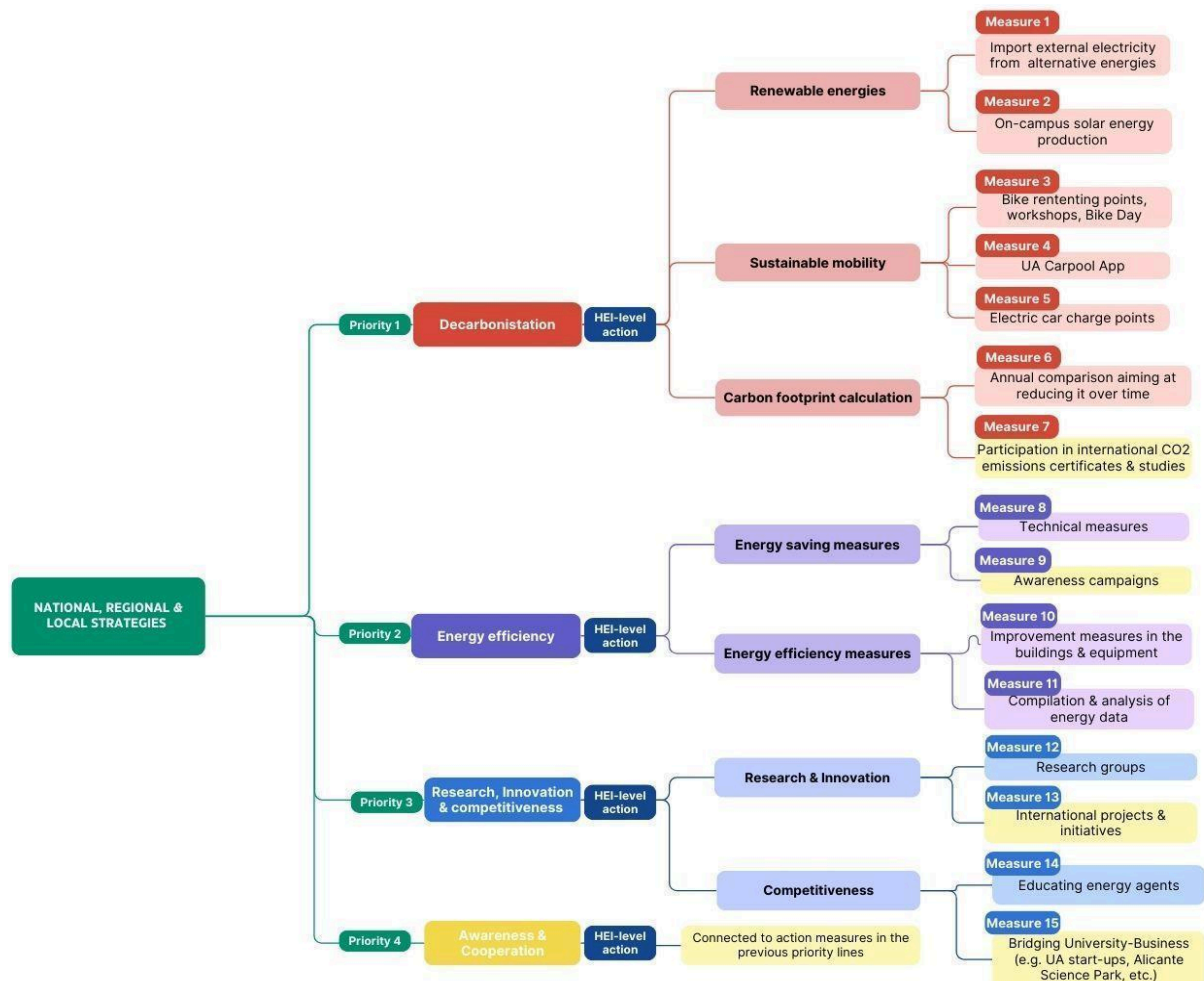 Measure 1
Import external electricity
from alternative energies
Renewable energies
Measure 2
On-campus solar energy
production
Measure 3
Bike rententing points,
workshops, Bike Day
Sustainable mobility
Measure 4
UA Carpool App
Measure 5
Electric car charge points
Priority 1
Decarbonistation
HEI-level
action
Measure 6
Annual comparison aiming at
reducing it over time
Carbon footprint calculation
Measure 7
Participation in international CO2
emissions certificates & studies
Measure 8
Technical measures
Energy saving measures
Measure 9
Awareness campaigns
NATIONAL, REGIONAL &
LOCAL STRATEGIES
Priority 2
Energy efficiency
HEI-level
action
Measure 10
Improvement measures in the
buildings & equipment
Energy efficiency measures
Measure 11
Compilation & analysis of
energy data
Measure 12
Research groups
Research & Innovation
Measure 13
International projects &
initiatives
Priority 3
Research, Innovation
& competitiveness
HEI-level
action
Measure 14
Educating energy agents
Competitiveness
Measure 15
Bridging University-Business
(e.g. UA start-ups, Alicante
Science Park, etc.)
Priority 4
Awareness &
Cooperation
HEI-level
action
Connected to action measures in the
previous priority lines